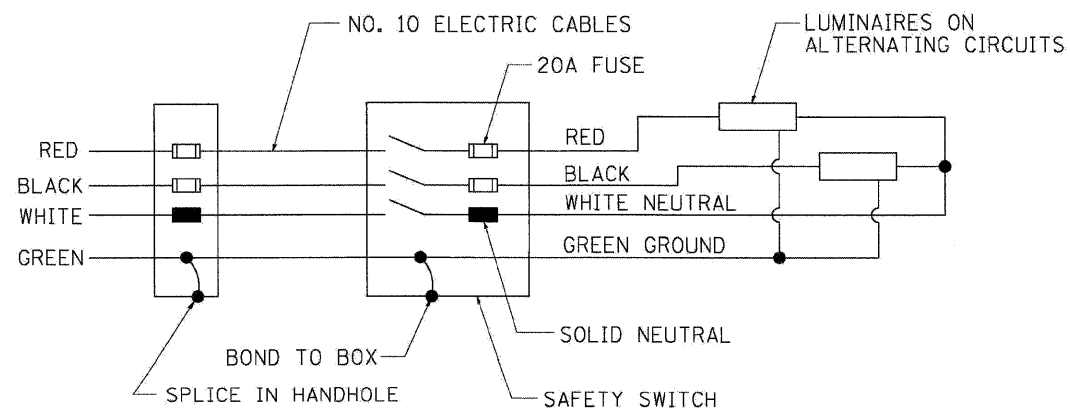 NO. 10 ELECTRIC CABLES
LUMINAIRES ON
ALTERNATING CIRCUITS
20A FUSE
RED
RED
BLACK
BLACK
WHITE
WHITE NEUTRAL
GREEN
GREEN GROUND
SOLID NEUTRAL
BOND TO BOX
SPLICE IN HANDHOLE
SAFETY SWITCH